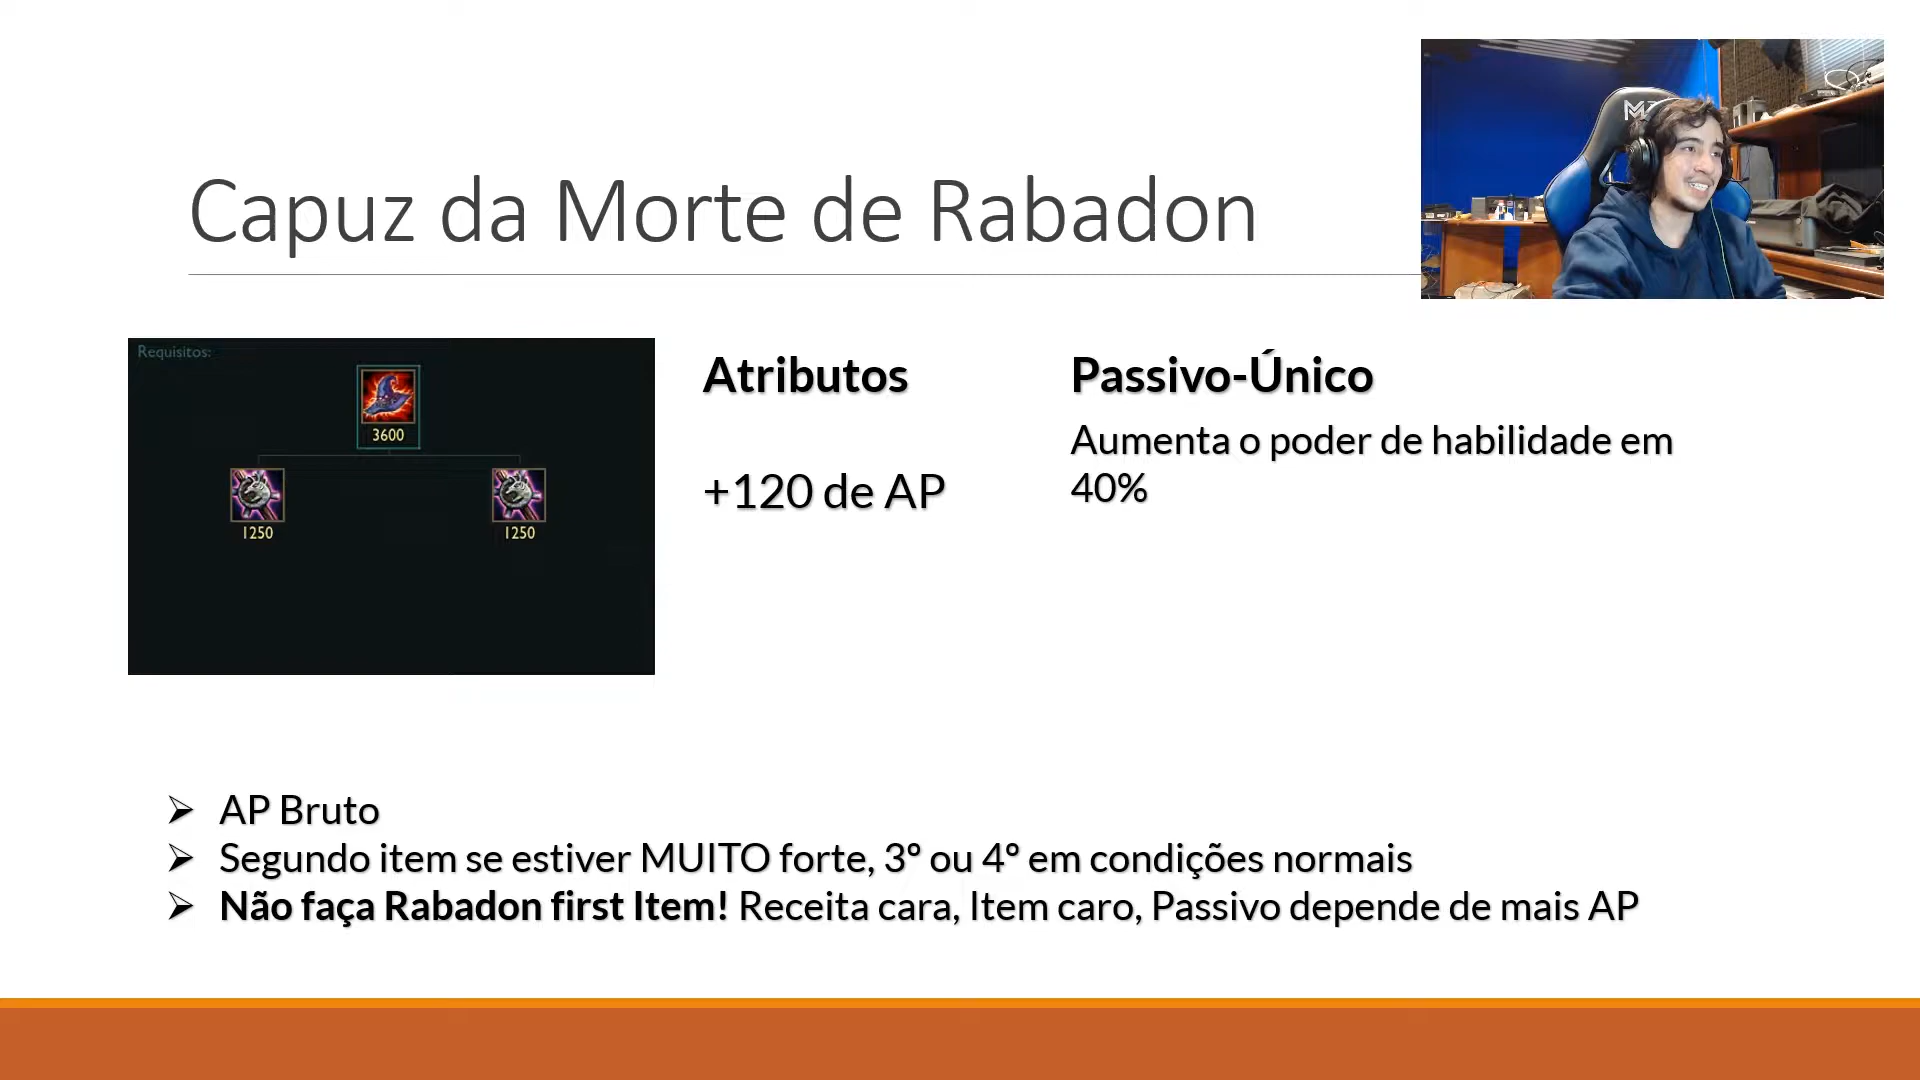 Capuz da Morte de Rabadon
Requisitos:
3600
1250
1250
Atributos
+120 de AP
Passivo-Único
Aumenta o poder de habilidade em
40%
➢ AP Bruto
➢ Segundo item se estiver MUITO forte, 3º ou 4º em condições normais
➢ Não faça Rabadon first Item! Receita cara, Item caro, Passivo depende de mais AP